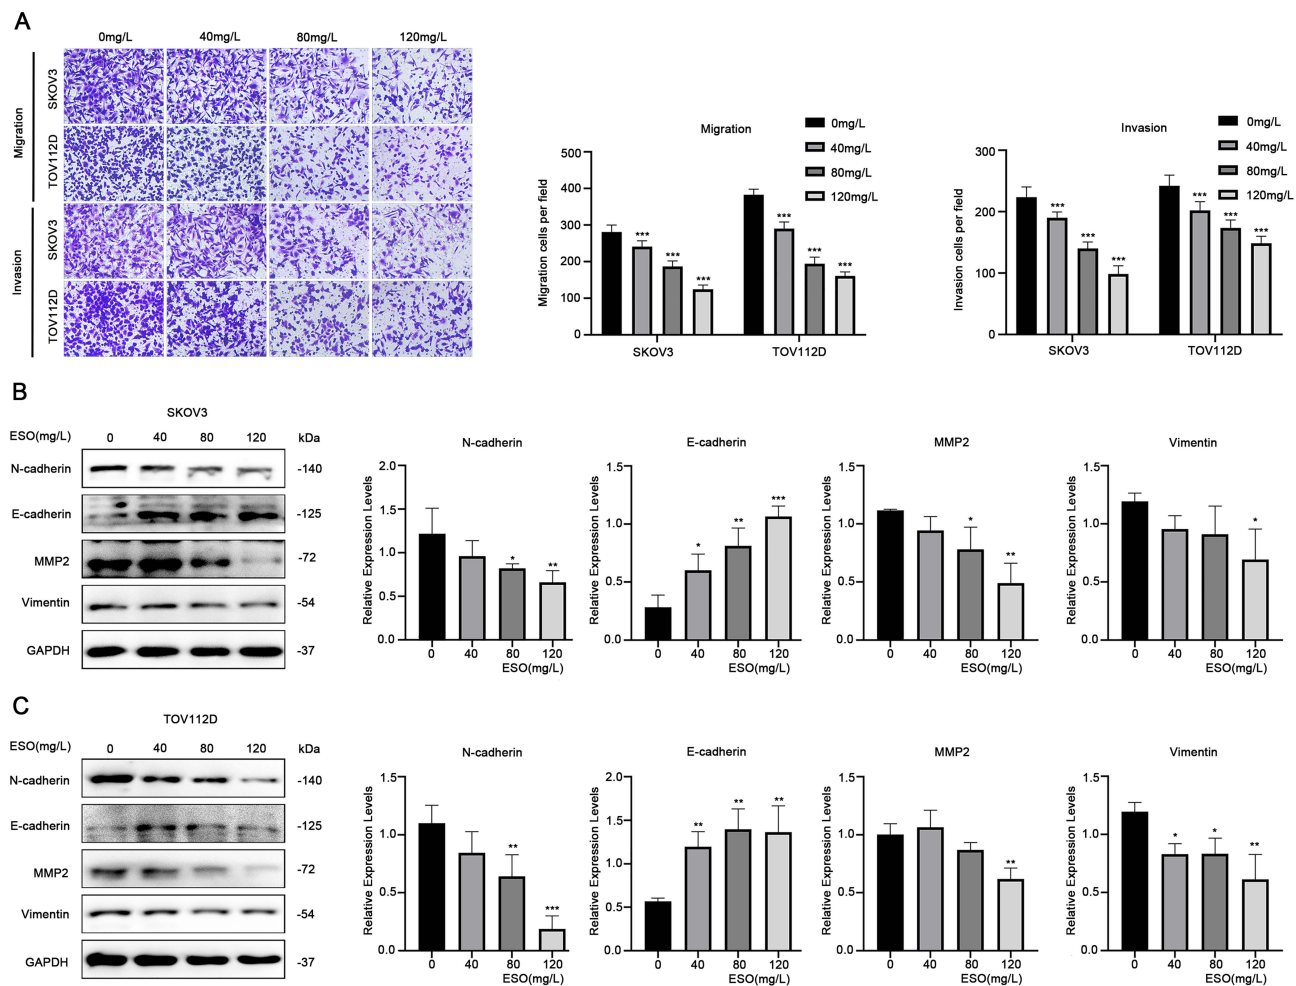 A
0mg/L 40mg/L 80mg/L 120mg/L
Migration
SKOV3
TOV112D
Invasion
SKOV3
TOV112D
Migration
0mg/L
40mg/L
80mg/L
120mg/L
Migration cells per field
500
400
300
200
100
0
*** *** *** *** *** ***
SKOV3 TOV112D
Invasion
0mg/L
40mg/L
80mg/L
120mg/L
Invasion cells per field
300
200
100
0
*** *** *** *** *** ***
SKOV3 TOV112D
B
SKOV3
ESO(mg/L) 0 40 80 120 kDa
N-cadherin -140
E-cadherin -125
MMP2 -72
Vimentin -54
GAPDH -37
N-cadherin
Relative Expression Levels
2.0
1.5
1.0
0.5
0.0
* **
0 40 80 120
ESO(mg/L)
E-cadherin
Relative Expression Levels
1.5
1.0
0.5
0.0
* ** ***
0 40 80 120
ESO(mg/L)
MMP2
Relative Expression Levels
1.5
1.0
0.5
0.0
* **
0 40 80 120
ESO(mg/L)
Vimentin
Relative Expression Levels
1.5
1.0
0.5
0.0
*
0 40 80 120
ESO(mg/L)
C
TOV112D
ESO(mg/L) 0 40 80 120 kDa
N-cadherin -140
E-cadherin -125
MMP2 -72
Vimentin -54
GAPDH -37
N-cadherin
Relative Expression Levels
1.5
1.0
0.5
0.0
** ***
0 40 80 120
ESO(mg/L)
E-cadherin
Relative Expression Levels
2.0
1.5
1.0
0.5
0.0
** ** **
0 40 80 120
ESO(mg/L)
MMP2
Relative Expression Levels
1.5
1.0
0.5
0.0
**
0 40 80 120
ESO(mg/L)
Vimentin
Relative Expression Levels
1.5
1.0
0.5
0.0
* * **
0 40 80 120
ESO(mg/L)